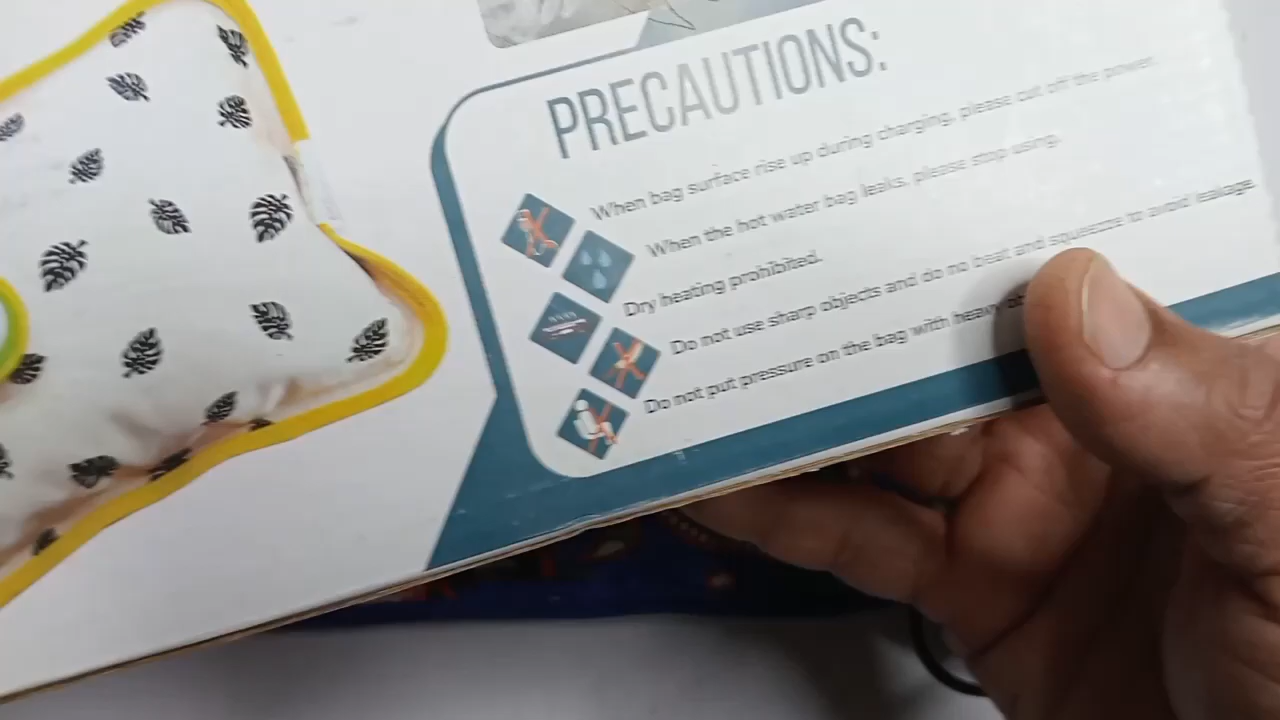 PRECAUTIONS:
When bag surface rise up during charging, please cut off the power.
When the hot water bag leaks, please stop using.
Dry heating prohibited.
Do not use sharp objects and do no beat and squeezze to avoid leakage
Do not put pressure on the bag with heavy